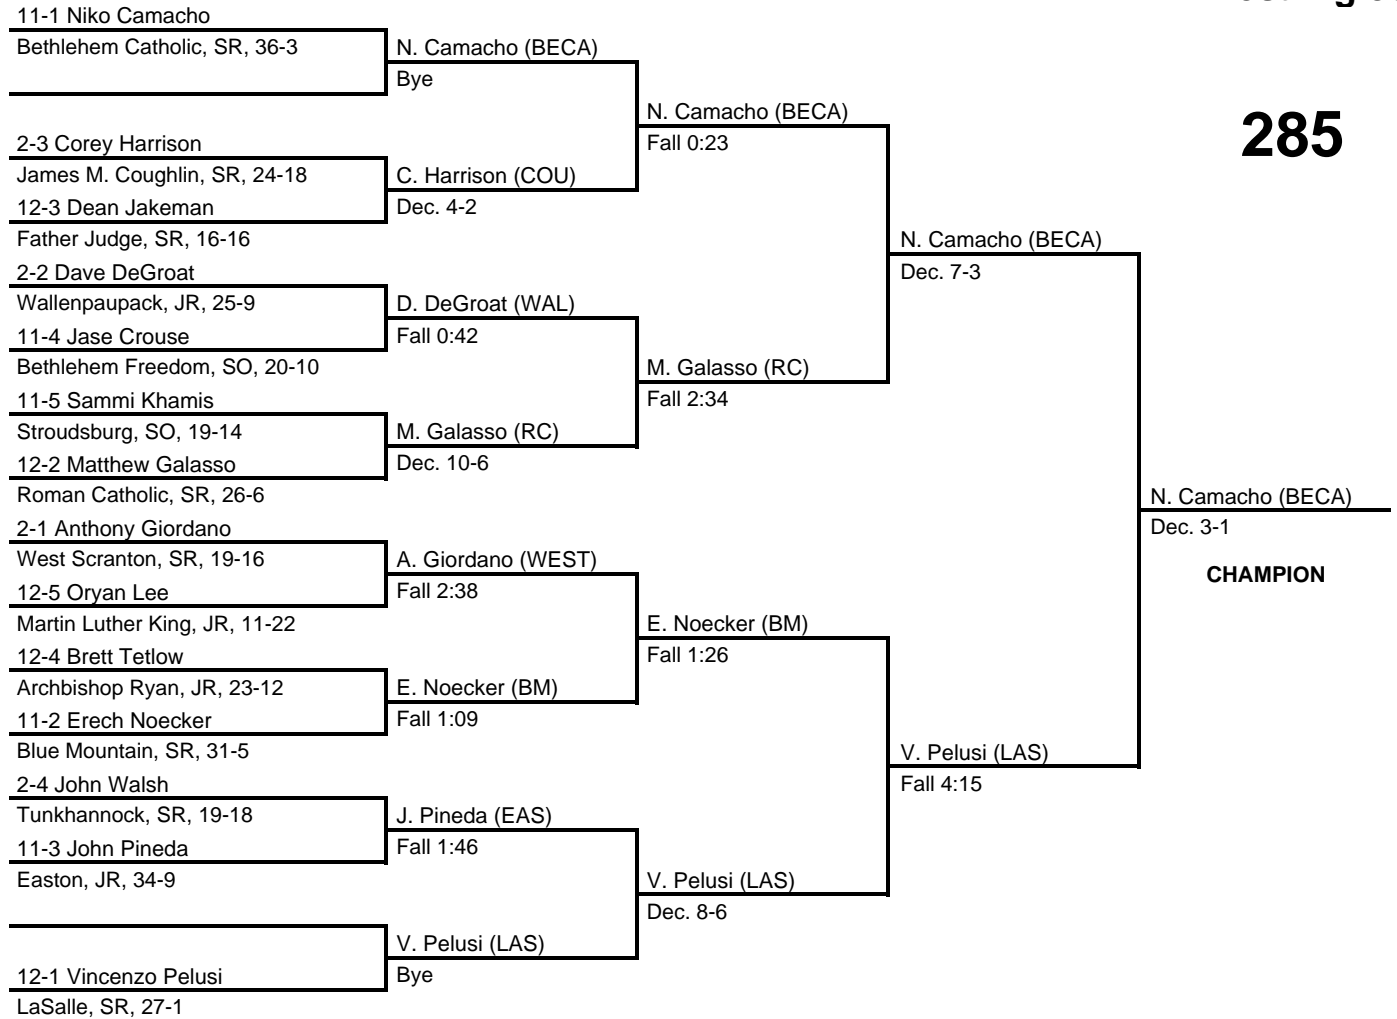 11-1 Niko Camacho
Bethlehem Catholic, SR, 36-3
N. Camacho (BECA)
Bye
N. Camacho (BECA)
Fall 0:23
285
2-3 Corey Harrison
James M. Coughlin, SR, 24-18
C. Harrison (COU)
12-3 Dean Jakeman
Dec. 4-2
Father Judge, SR, 16-16
N. Camacho (BECA)
Dec. 7-3
2-2 Dave DeGroat
Wallenpaupack, JR, 25-9
D. DeGroat (WAL)
11-4 Jase Crouse
Fall 0:42
Bethlehem Freedom, SO, 20-10
M. Galasso (RC)
Fall 2:34
11-5 Sammi Khamis
Stroudsburg, SO, 19-14
M. Galasso (RC)
12-2 Matthew Galasso
Dec. 10-6
Roman Catholic, SR, 26-6
N. Camacho (BECA)
Dec. 3-1
CHAMPION
2-1 Anthony Giordano
West Scranton, SR, 19-16
A. Giordano (WEST)
12-5 Oryan Lee
Fall 2:38
Martin Luther King, JR, 11-22
E. Noecker (BM)
Fall 1:26
12-4 Brett Tetlow
Archbishop Ryan, JR, 23-12
E. Noecker (BM)
11-2 Erech Noecker
Fall 1:09
Blue Mountain, SR, 31-5
V. Pelusi (LAS)
Fall 4:15
2-4 John Walsh
Tunkhannock, SR, 19-18
J. Pineda (EAS)
11-3 John Pineda
Fall 1:46
Easton, JR, 34-9
V. Pelusi (LAS)
Dec. 8-6
V. Pelusi (LAS)
12-1 Vincenzo Pelusi
Bye
LaSalle, SR, 27-1